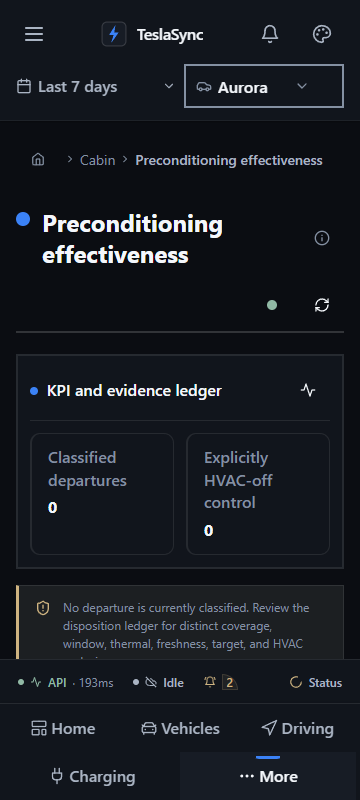 TeslaSync
Last 7 days
Aurora
Cabin
Preconditioning effectiveness
Preconditioning
effectiveness
KPI and evidence ledger
Classified
departures
0
Explicitly
HVAC-off
control
0
No departure is currently classified. Review the
disposition ledger for distinct coverage,
window, thermal, freshness, target, and HVAC
API · 193ms
Idle
2
Status
Home
Vehicles
Driving
Charging
More